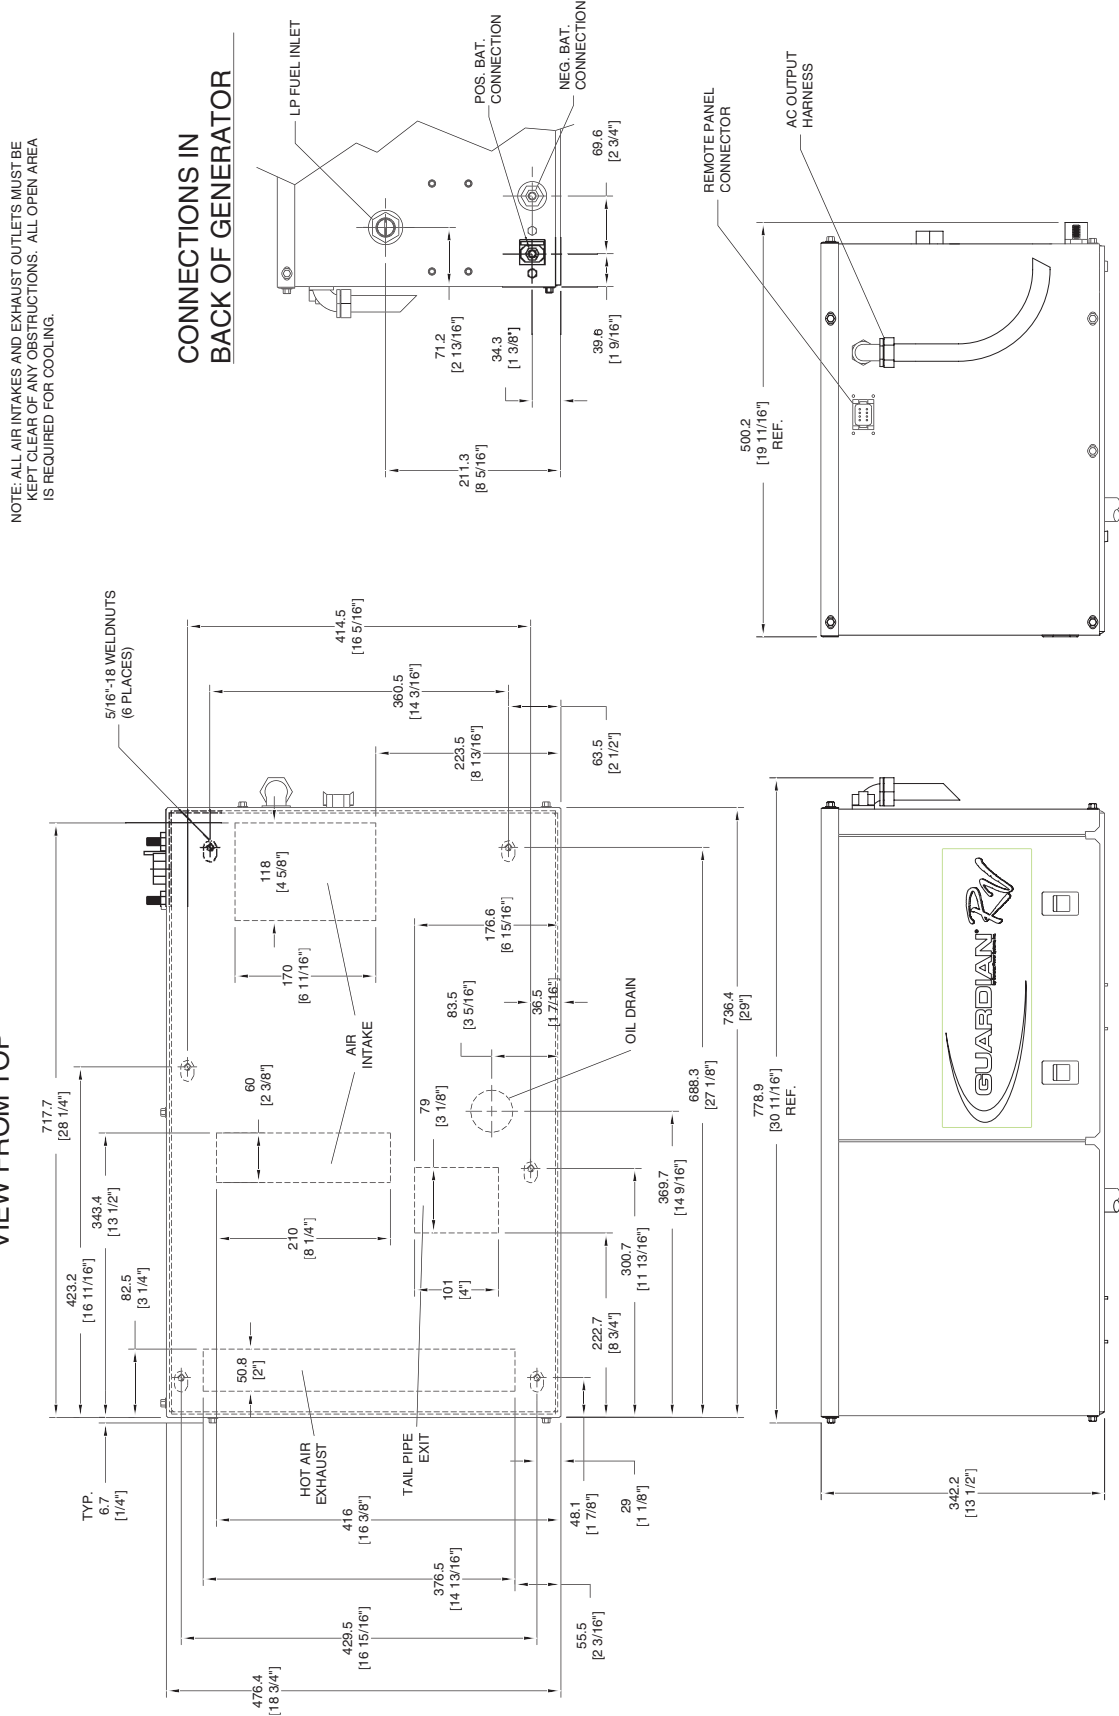 VIEW FROM TOP
NOTE: ALL AIR INTAKES AND EXHAUST OUTLETS MUST BE
KEPT CLEAR OF ANY OBSTRUCTIONS. ALL OPEN AREA
IS REQUIRED FOR COOLING.
717.7
[28 1/4"]
423.2
[16 11/16"]
343.4
[13 1/2"]
82.5
[3 1/4"]
TYP.
6.7
[1/4"]
5/16"-18 WELDNUTS
(6 PLACES)
476.4
[18 3/4"]
429.5
[16 15/16"]
376.5
[14 13/16"]
416
[16 3/8"]
HOT AIR
EXHAUST
50.8
[2"]
TAIL PIPE
EXIT
210
[8 1/4"]
60
[2 3/8"]
AIR
INTAKE
170
[6 11/16"]
118
[4 5/8"]
101
[4"]
79
[3 1/8"]
83.5
[3 5/16"]
176.6
[6 15/16"]
36.5
[1 7/16"]
OIL DRAIN
414.5
[16 5/16"]
360.5
[14 3/16"]
223.5
[8 13/16"]
63.5
[2 1/2"]
55.5
[2 3/16"]
48.1
[1 7/8"]
29
[1 1/8"]
222.7
[8 3/4"]
300.7
[11 13/16"]
369.7
[14 9/16"]
688.3
[27 1/8"]
736.4
[29"]
CONNECTIONS IN
BACK OF GENERATOR
LP FUEL INLET
POS. BAT.
CONNECTION
NEG. BAT.
CONNECTION
211.3
[8 5/16"]
71.2
[2 13/16"]
34.3
[1 3/8"]
39.6
[1 9/16"]
69.6
[2 3/4"]
778.9
[30 11/16"]
REF.
342.2
[13 1/2"]
GUARDIAN® RV
500.2
[19 11/16"]
REF.
REMOTE PANEL
CONNECTOR
AC OUTPUT
HARNESS